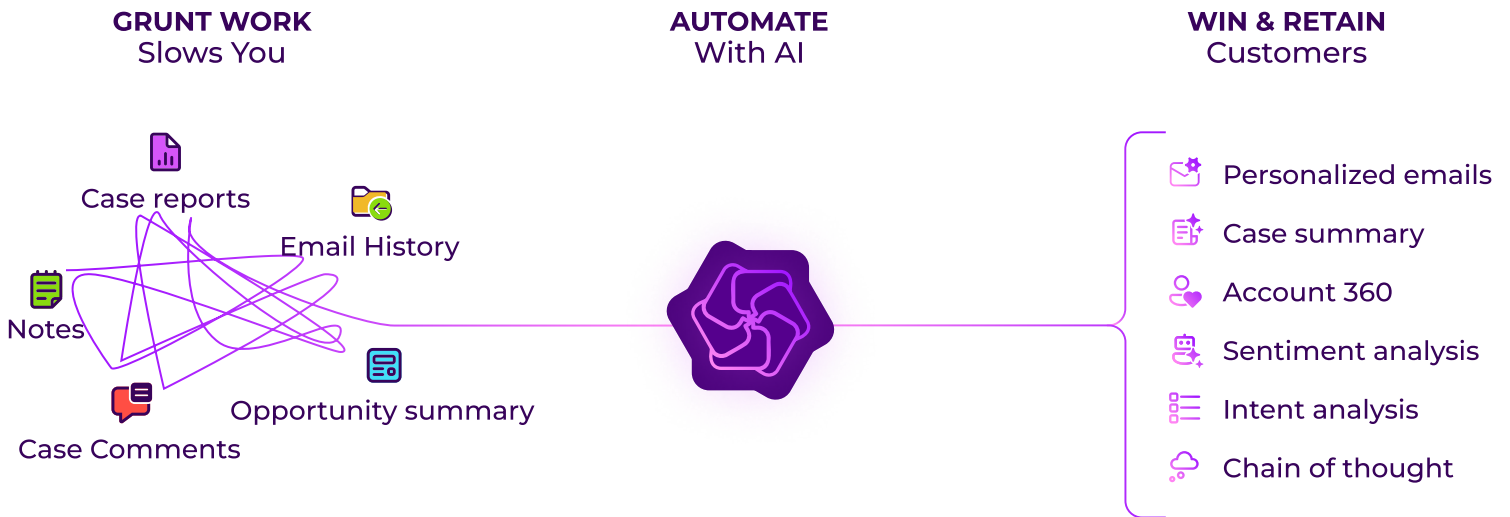 GRUNT WORK
Slows You
AUTOMATE
With AI
WIN & RETAIN
Customers
Case reports
Email History
Notes
Opportunity summary
Case Comments
Personalized emails
Case summary
Account 360
Sentiment analysis
Intent analysis
Chain of thought